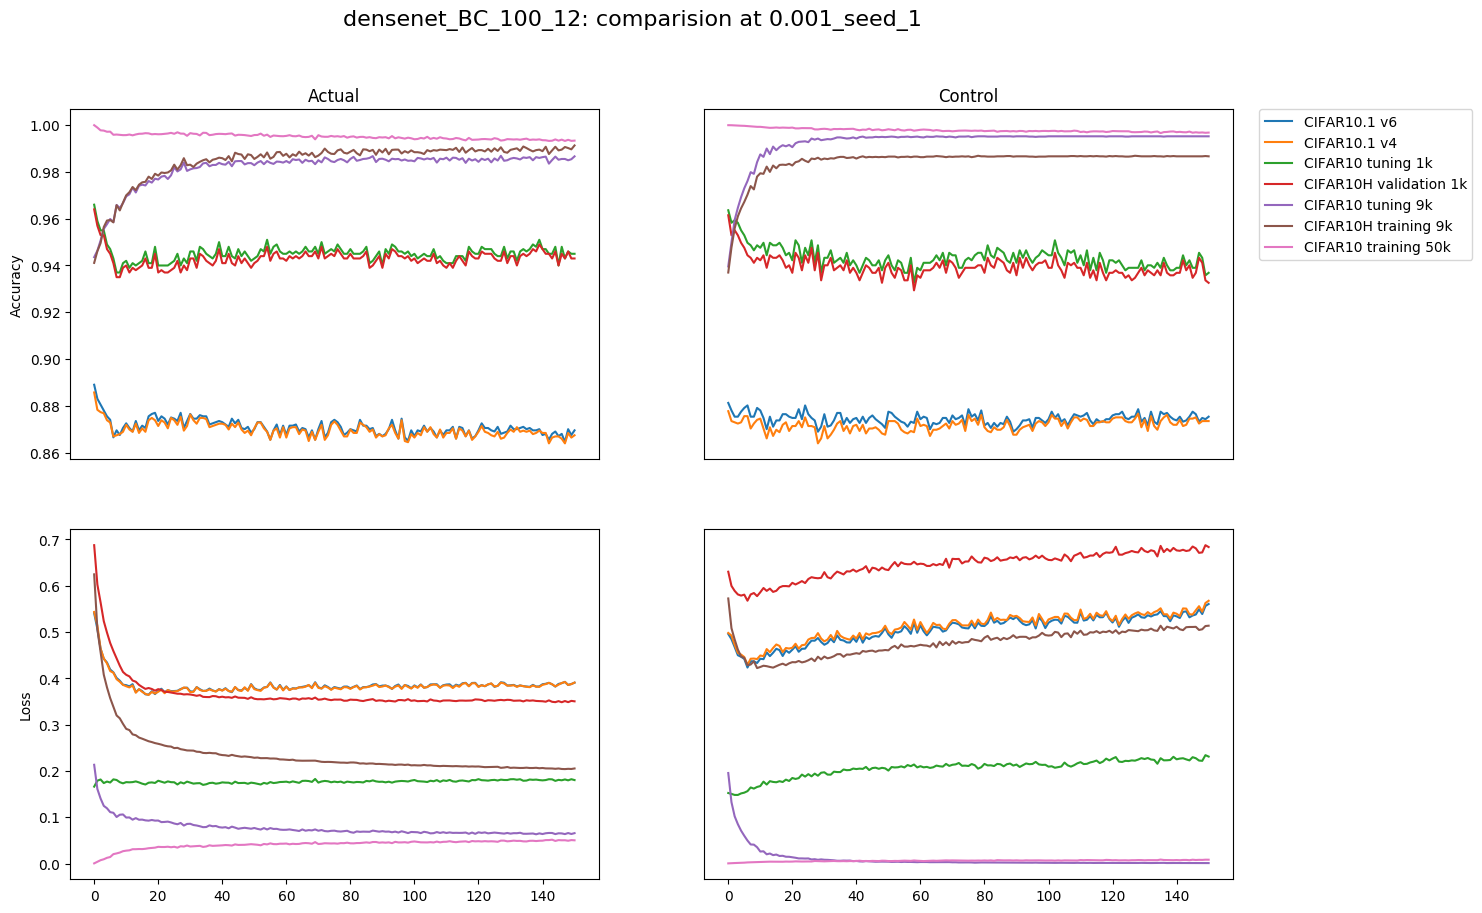 densenet_BC_100_12: comparision at 0.001_seed_1
Actual
Control
Accuracy
1.00
0.98
0.96
0.94
0.92
0.90
0.88
0.86
CIFAR10.1 v6
CIFAR10.1 v4
CIFAR10 tuning 1k
CIFAR10H validation 1k
CIFAR10 tuning 9k
CIFAR10H training 9k
CIFAR10 training 50k
Loss
0.7
0.6
0.5
0.4
0.3
0.2
0.1
0.0
0 20 40 60 80 100 120 140
0 20 40 60 80 100 120 140